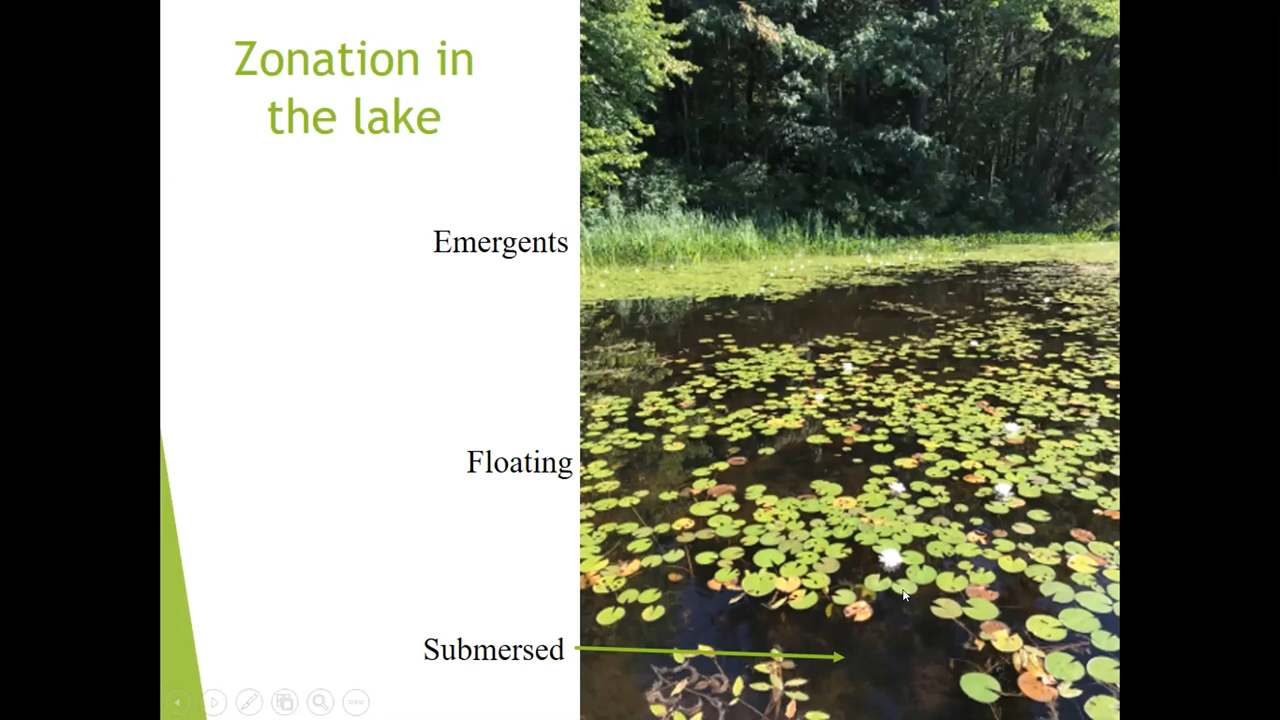 Zonation in
the lake
Emergents
Floating
Submersed